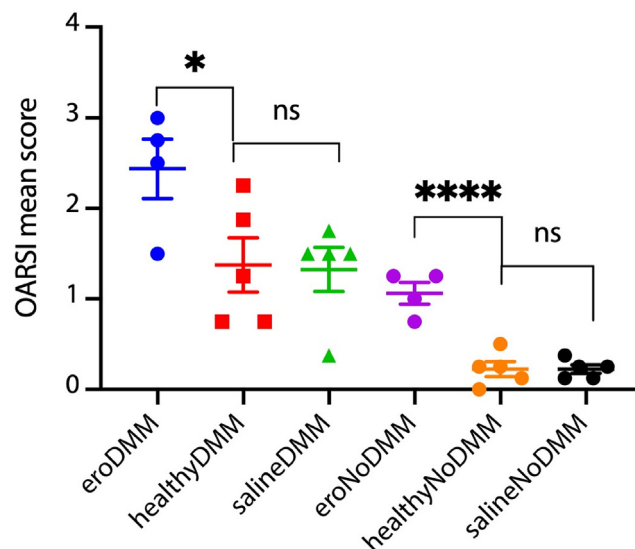 4
3
2
1
0
OARSI mean score
*
ns
****
ns
eroDMM
healthyDMM
salineDMM
eroNoDMM
healthyNoDMM
salineNoDMM